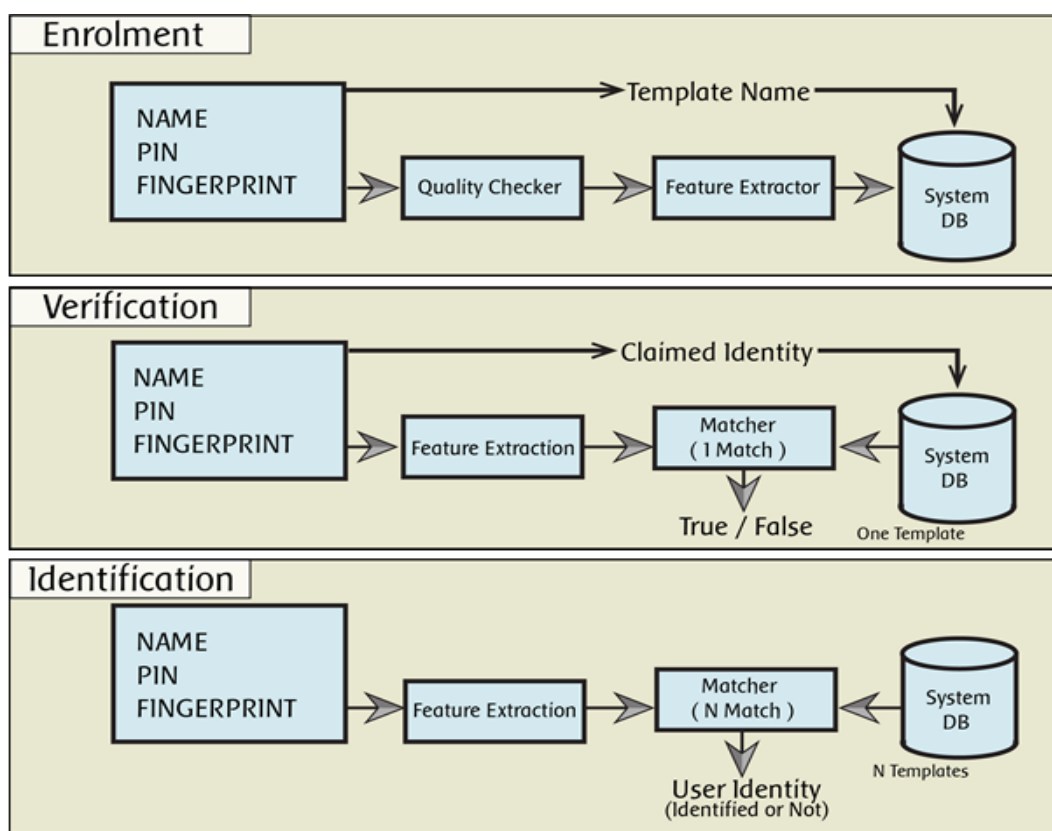 Enrolment
NAME
PIN
FINGERPRINT
Template Name
Quality Checker
Feature Extractor
System
DB
Verification
NAME
PIN
FINGERPRINT
Claimed Identity
Feature Extraction
Matcher
( 1 Match )
True / False
System
DB
One Template
Identification
NAME
PIN
FINGERPRINT
Feature Extraction
Matcher
( N Match )
User Identity
(Identified or Not)
System
DB
N Templates